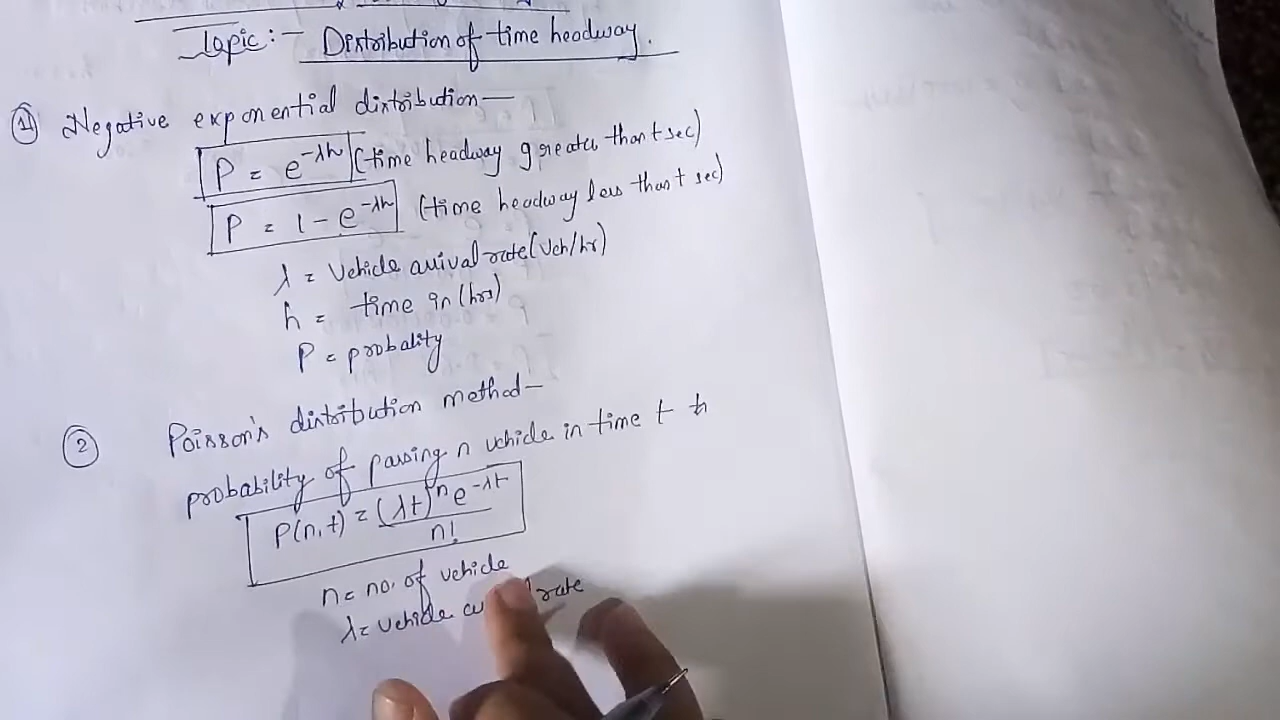 Topic:- Distribution of time headway.
① Negative exponential distribution—
P = e^-λh (time headway greater than t sec)
P = 1 - e^-λh (time headway less than t sec)
λ = Vehicle arrival rate (Veh/hr)
h = time in (hrs)
P = probality
② Poisson's distribution method—
probability of passing n vehicle in time t
P(n,t) = (λt)^n e^-λt / n!
n = no. of vehicle
λ = vehicle rate